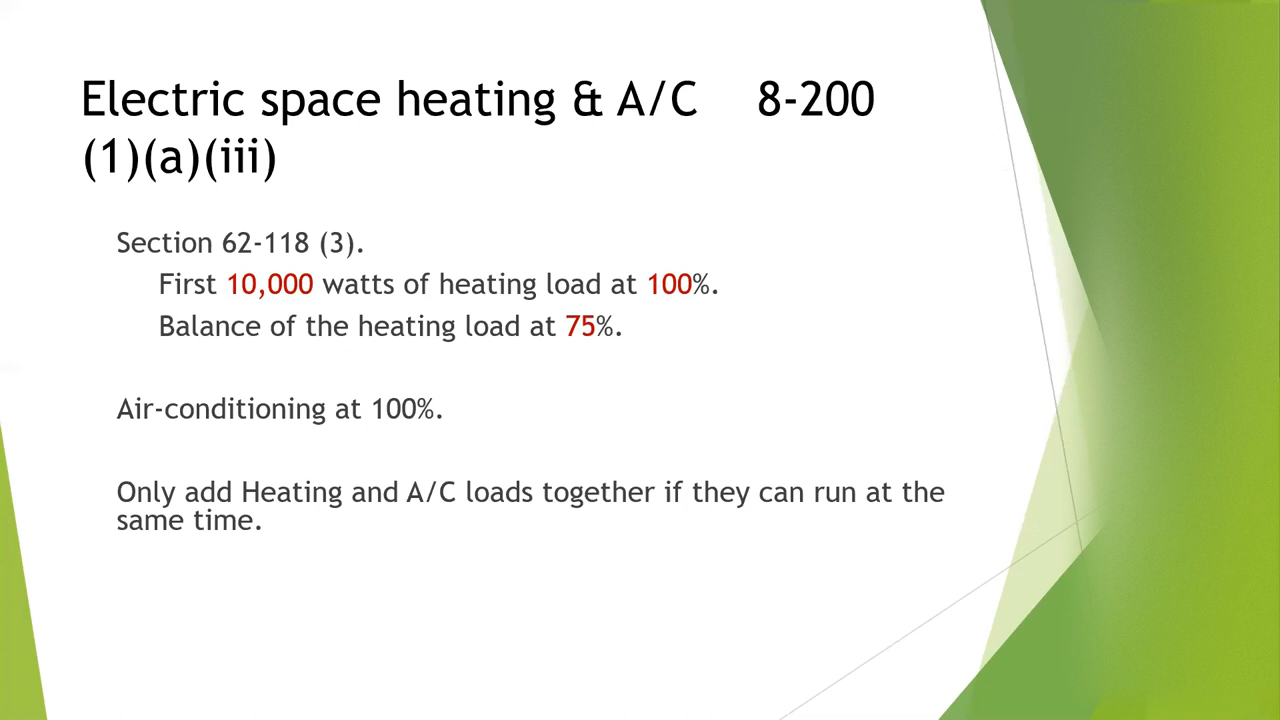 Electric space heating & A/C 8-200
(1)(a)(iii)
Section 62-118 (3).
First 10,000 watts of heating load at 100%.
Balance of the heating load at 75%.
Air-conditioning at 100%.
Only add Heating and A/C loads together if they can run at the
same time.